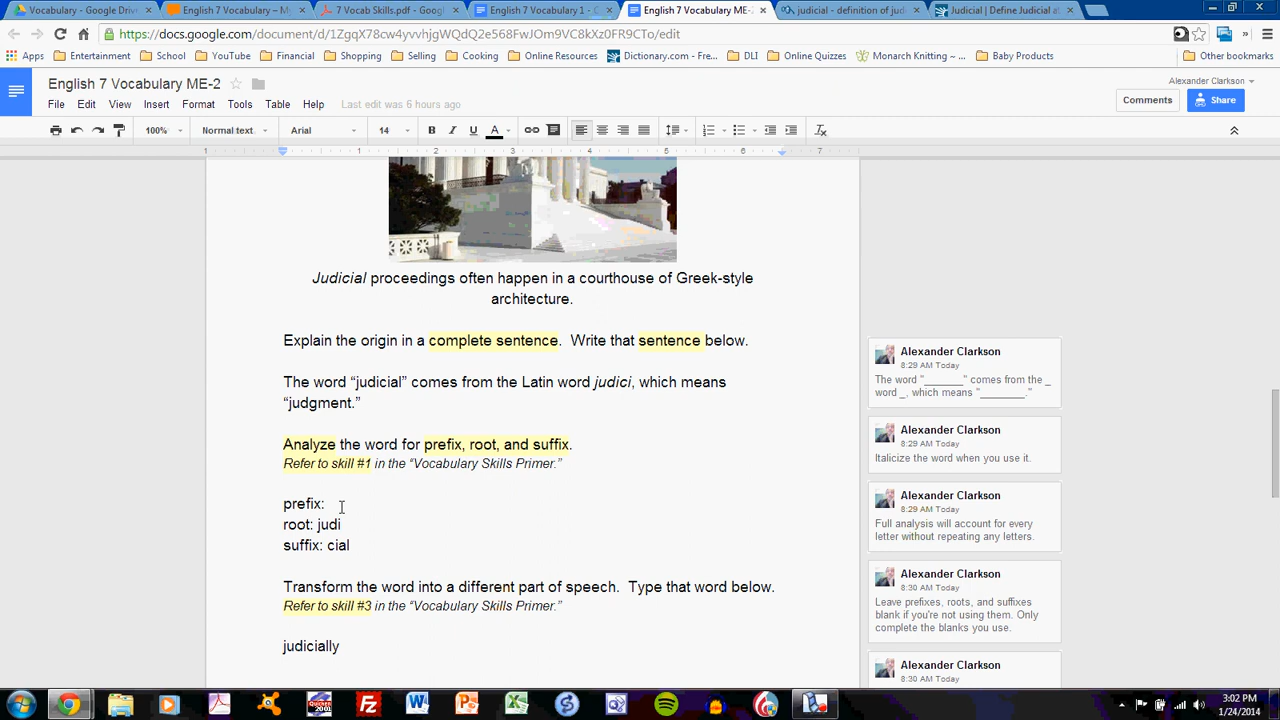 Vocabulary - Google Drive
English 7 Vocabulary – My
7 Vocab Skills.pdf - Google
English 7 Vocabulary 1 - G
English 7 Vocabulary ME-2
judicial - definition of judi
Judicial | Define Judicial at
https://docs.google.com/document/d/
/edit
Apps Entertainment School YouTube Financial Shopping Selling Cooking Online Resources Dictionary.com - Fre... DLI Online Quizzes Monarch Knitting ~ ... Baby Products Other bookmarks
English 7 Vocabulary ME-2
Alexander Clarkson
File Edit View Insert Format Tools Table Help Last edit was 6 hours ago
Comments Share
100% Normal text Arial 14 B I U A
1 1 2 3 4 5 6 7
Judicial proceedings often happen in a courthouse of Greek-style
architecture.
Explain the origin in a complete sentence. Write that sentence below.
The word “judicial” comes from the Latin word judici, which means
“judgment.”
Analyze the word for prefix, root, and suffix.
Refer to skill #1 in the “Vocabulary Skills Primer.”
prefix:
root: judi
suffix: cial
Transform the word into a different part of speech. Type that word below.
Refer to skill #3 in the “Vocabulary Skills Primer.”
judicially
Alexander Clarkson
8:29 AM Today
The word "_______" comes from the _
word _, which means "________."
Alexander Clarkson
8:29 AM Today
Italicize the word when you use it.
Alexander Clarkson
8:29 AM Today
Full analysis will account for every
letter without repeating any letters.
Alexander Clarkson
8:30 AM Today
Leave prefixes, roots, and suffixes
blank if you're not using them. Only
complete the blanks you use.
Alexander Clarkson
8:30 AM Today
3:02 PM
1/24/2014